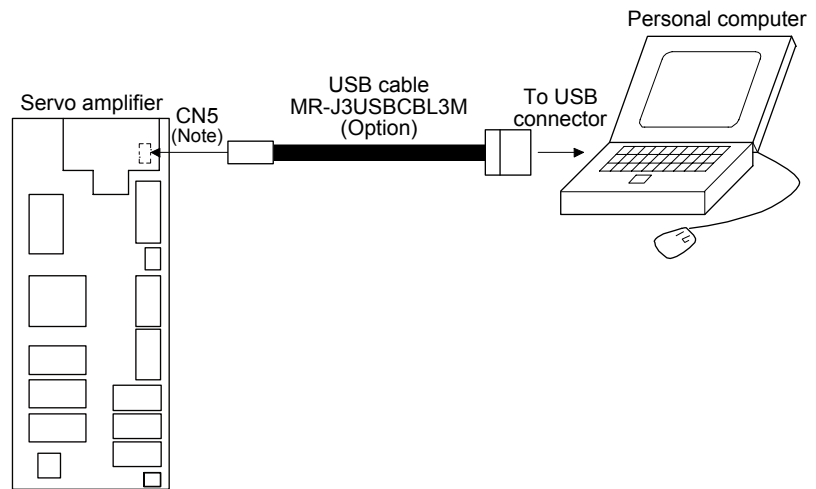 Personal computer
USB cable
MR-J3USBCBL3M
(Option)
To USB
connector
Servo amplifier
CN5
(Note)